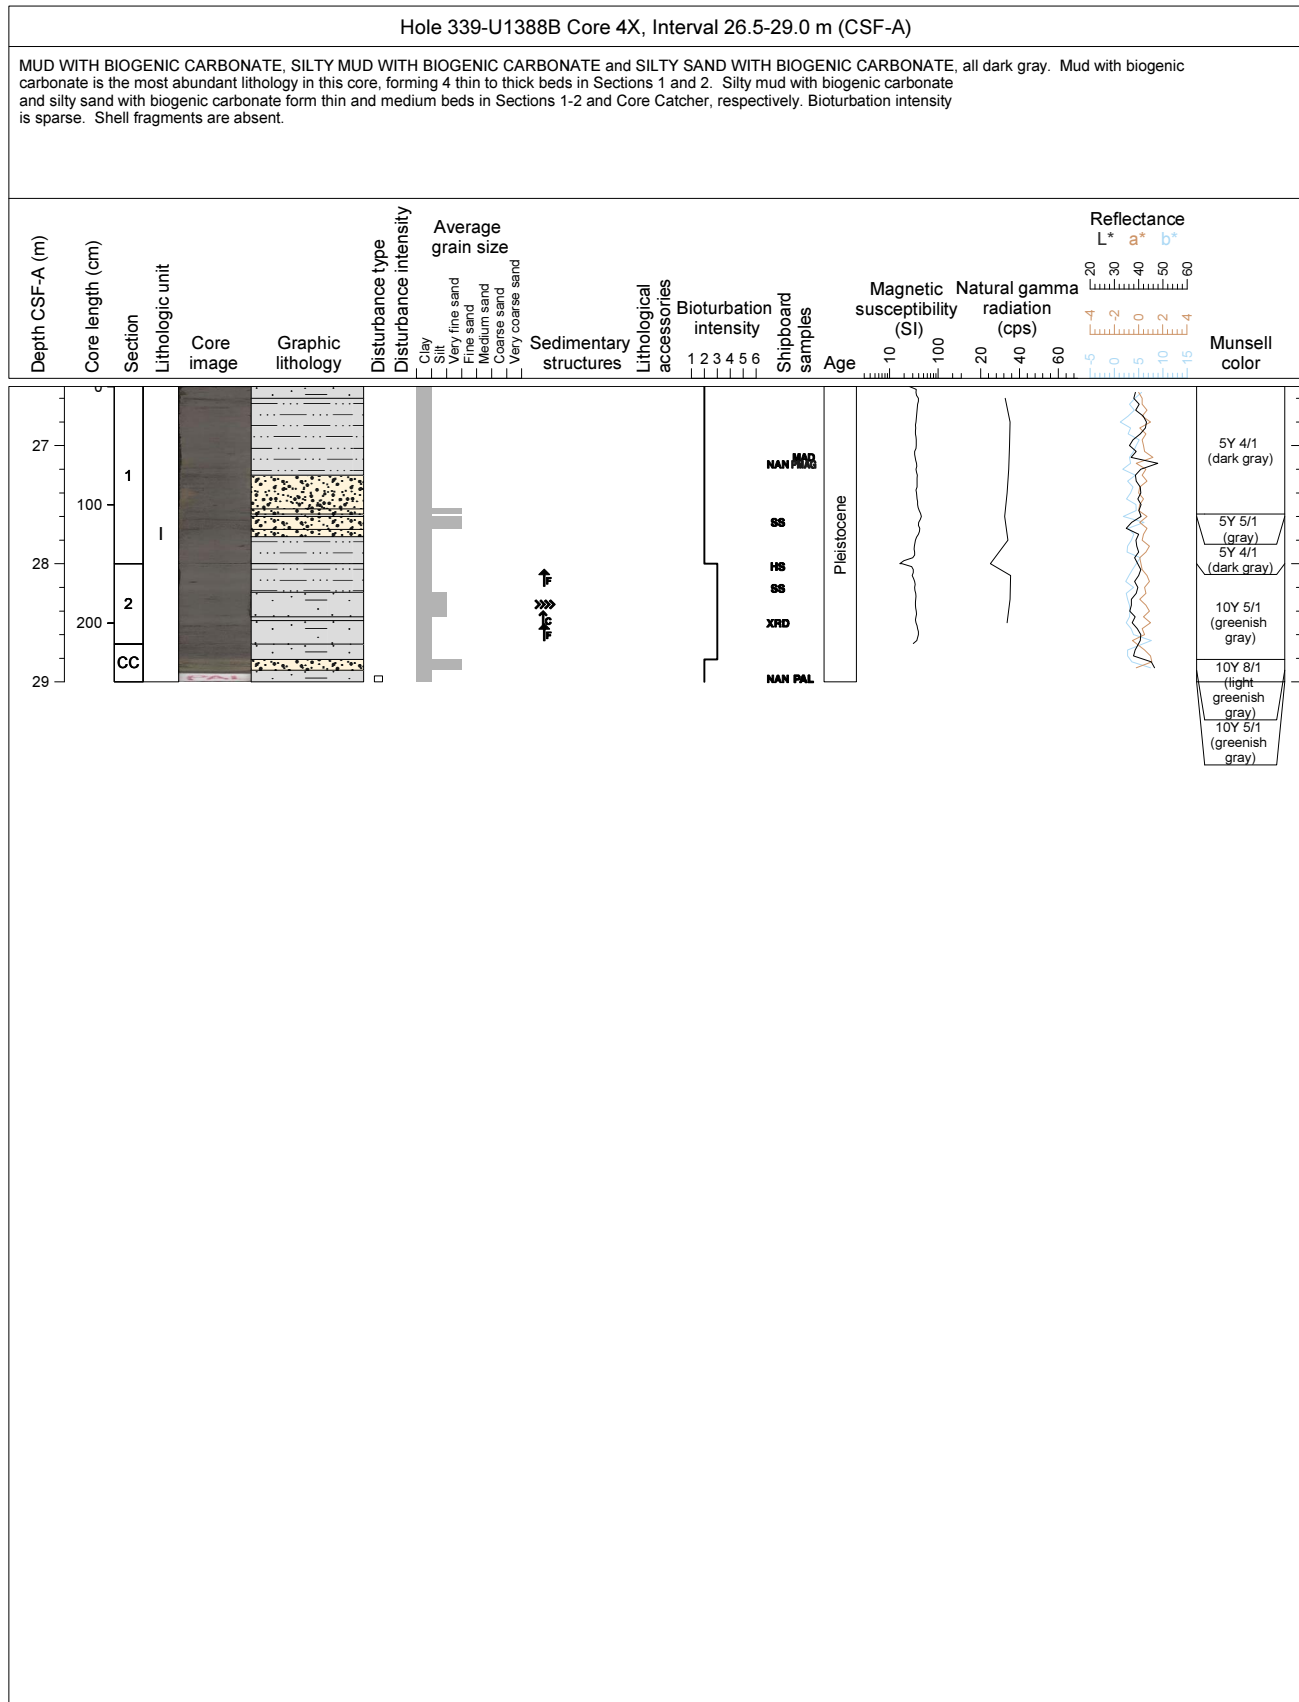 Hole 339-U1388B Core 4X, Interval 26.5-29.0 m (CSF-A)
MUD WITH BIOGENIC CARBONATE, SILTY MUD WITH BIOGENIC CARBONATE and SILTY SAND WITH BIOGENIC CARBONATE, all dark gray. Mud with biogenic
carbonate is the most abundant lithology in this core, forming 4 thin to thick beds in Sections 1 and 2. Silty mud with biogenic carbonate
and silty sand with biogenic carbonate form thin and medium beds in Sections 1-2 and Core Catcher, respectively. Bioturbation intensity
is sparse. Shell fragments are absent.
Depth CSF-A (m)
Core length (cm)
Section
Lithologic unit
Core
image
Graphic
lithology
Disturbance type
Disturbance intensity
Average
grain size
Clay
Silt
Very fine sand
Fine sand
Medium sand
Coarse sand
Very coarse sand
Sedimentary
structures
Lithological
accessories
Bioturbation
intensity
1 2 3 4 5 6
Shipboard
samples
Age
Magnetic
susceptibility
(SI)
10 100
Natural gamma
radiation
(cps)
20 40 60
Reflectance
L* a* b*
20 30 40 50 60
-4 -2 0 2 4
-5 0 5 10 15
Munsell
color
27
28
29
0
100
200
1
2
CC
I
PAL
F
C
F
MAD
NAN PMAG
SS
HS
SS
XRD
NAN PAL
Pleistocene
5Y 4/1
(dark gray)
5Y 5/1
(gray)
5Y 4/1
(dark gray)
10Y 5/1
(greenish
gray)
10Y 8/1
(light
greenish
gray)
10Y 5/1
(greenish
gray)